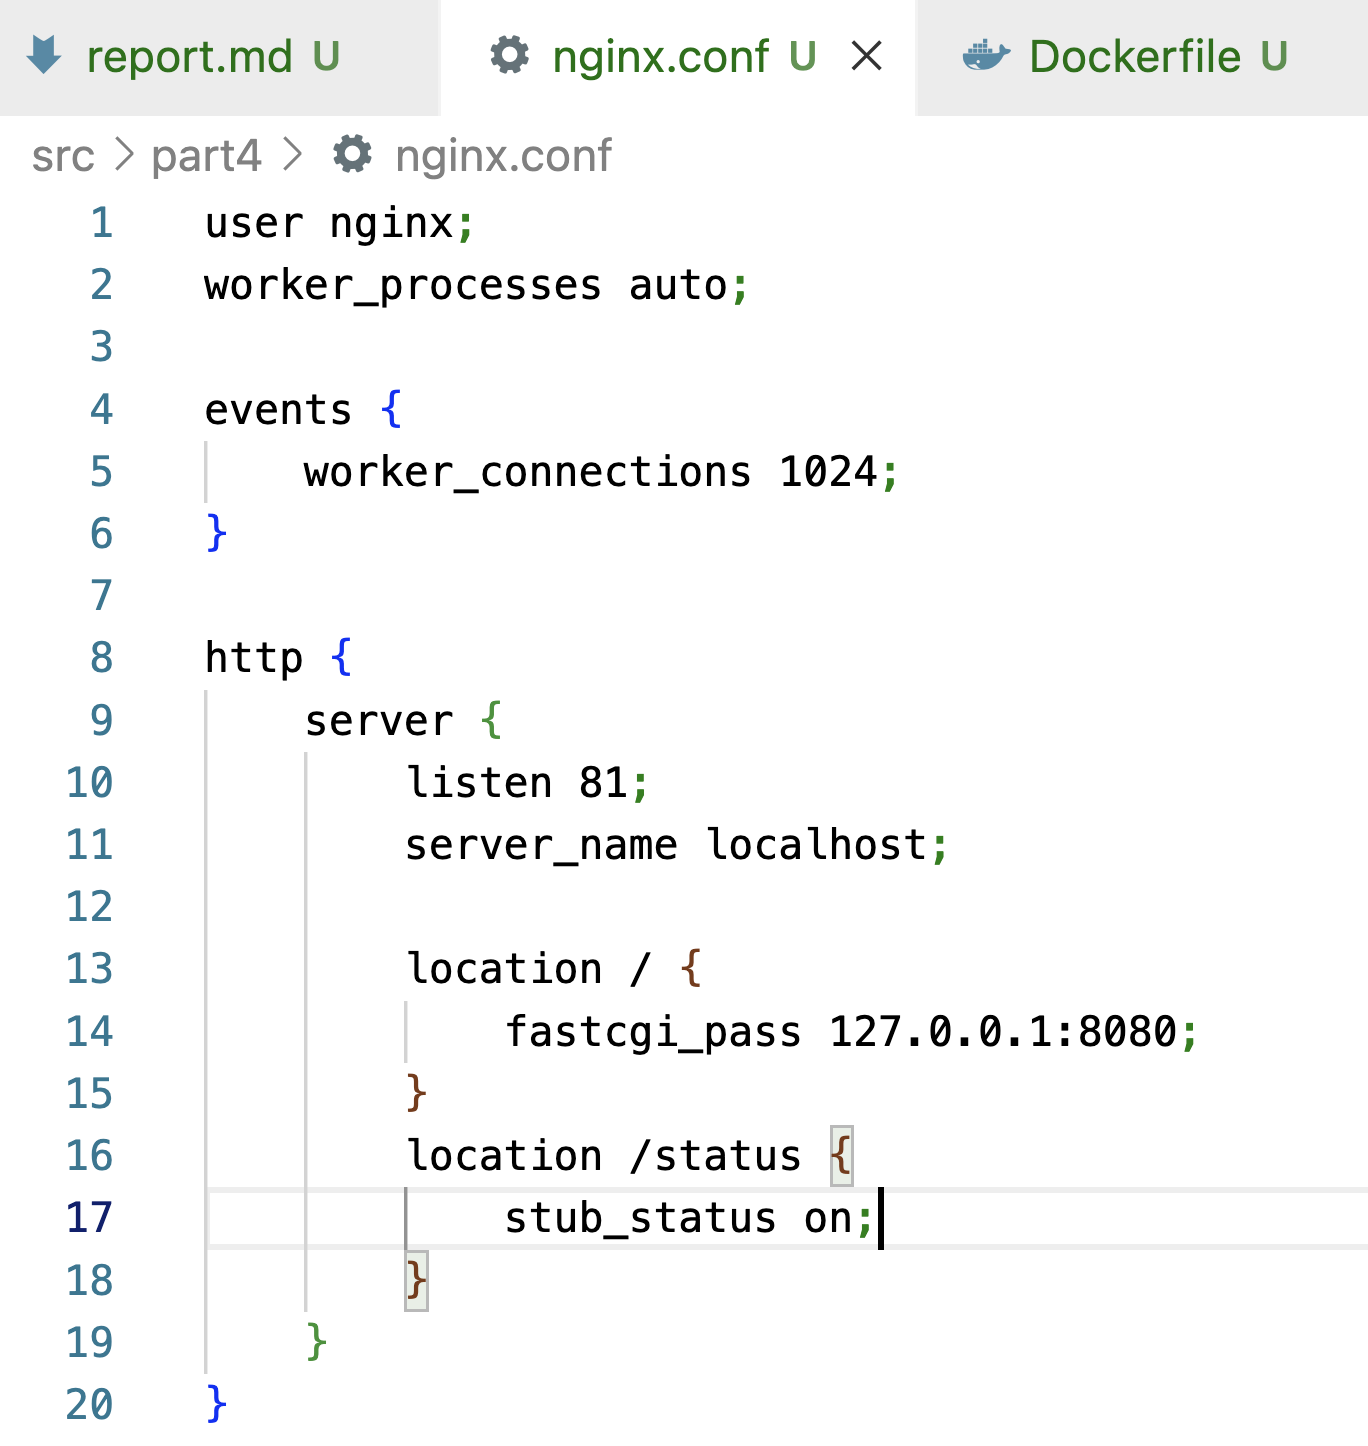 report.md U nginx.conf U Dockerfile U
src > part4 > nginx.conf
1 user nginx;
2 worker_processes auto;
3
4 events {
5     worker_connections 1024;
6 }
7
8 http {
9     server {
10         listen 81;
11         server_name localhost;
12
13         location / {
14             fastcgi_pass 127.0.0.1:8080;
15         }
16         location /status {
17             stub_status on;
18         }
19     }
20 }